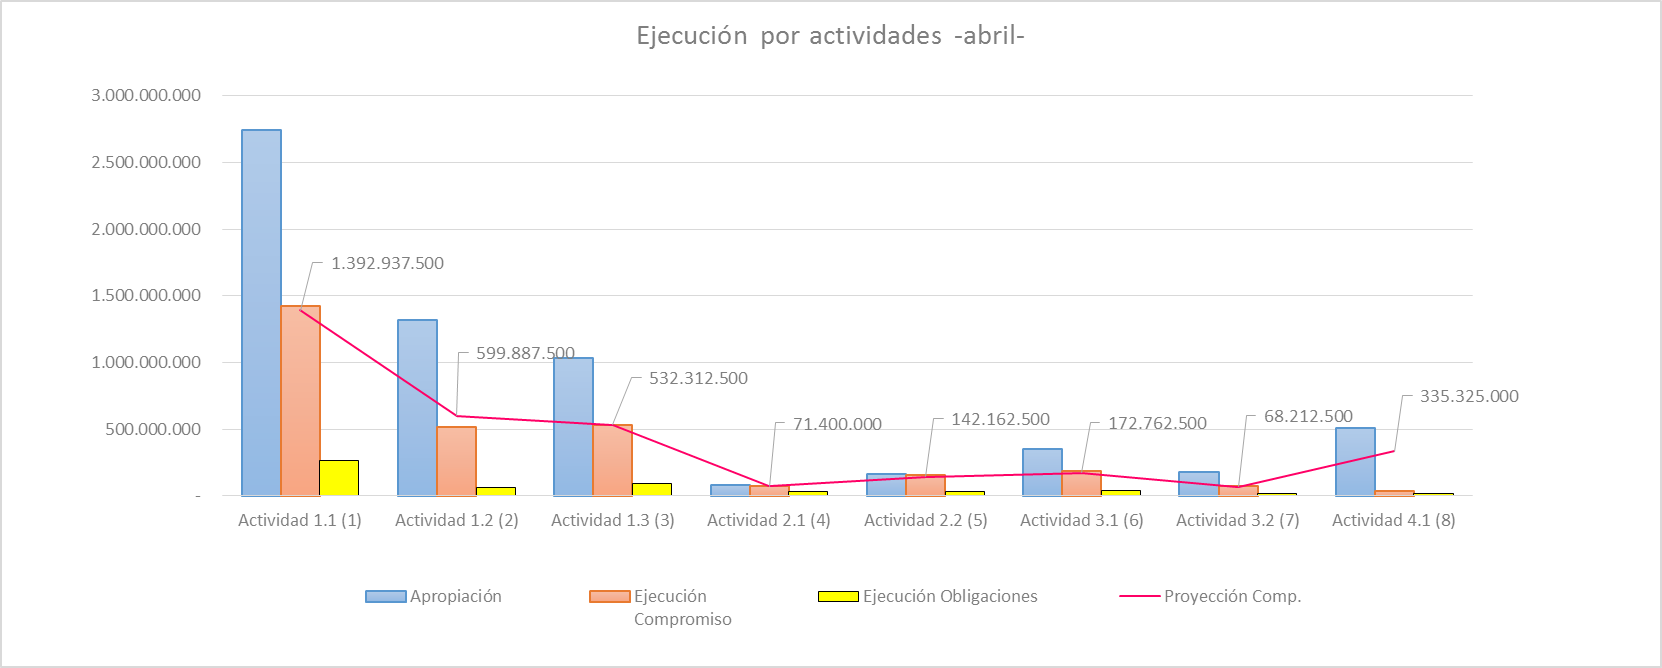 Ejecución por actividades -abril-
3.000.000.000
2.500.000.000
2.000.000.000
1.500.000.000
1.000.000.000
500.000.000
-
1.392.937.500
599.887.500
532.312.500
71.400.000
142.162.500
172.762.500
68.212.500
335.325.000
Actividad 1.1 (1)
Actividad 1.2 (2)
Actividad 1.3 (3)
Actividad 2.1 (4)
Actividad 2.2 (5)
Actividad 3.1 (6)
Actividad 3.2 (7)
Actividad 4.1 (8)
Apropiación
Ejecución
Compromiso
Ejecución Obligaciones
Proyección Comp.